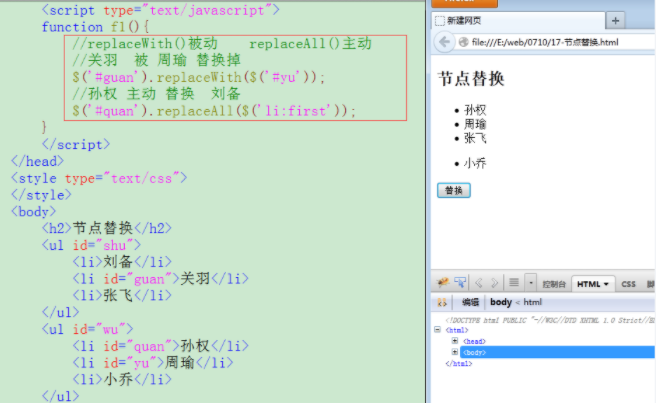 <script type="text/javascript">
function f1(){
//replaceWith()被动    replaceAll()主动
//关羽  被 周瑜 替换掉
$('#guan').replaceWith($('#yu'));
//孙权 主动 替换  刘备
$('#quan').replaceAll($('li:first'));
}
</script>
</head>
<style type="text/css">
</style>
<body>
<h2>节点替换</h2>
<ul id="shu">
<li>刘备</li>
<li id="guan">关羽</li>
<li>张飞</li>
</ul>
<ul id="wu">
<li id="quan">孙权</li>
<li id="yu">周瑜</li>
<li>小乔</li>
</ul>
新建网页
file:///E:/web/0710/17-节点替换.html
节点替换
孙权
周瑜
张飞
小乔
替换
控制台 HTML CSS
编辑 body < html
<!DOCTYPE html PUBLIC "-//W3C//DTD XHTML 1.0 Strict//
<html>
<head>
<body>
</html>